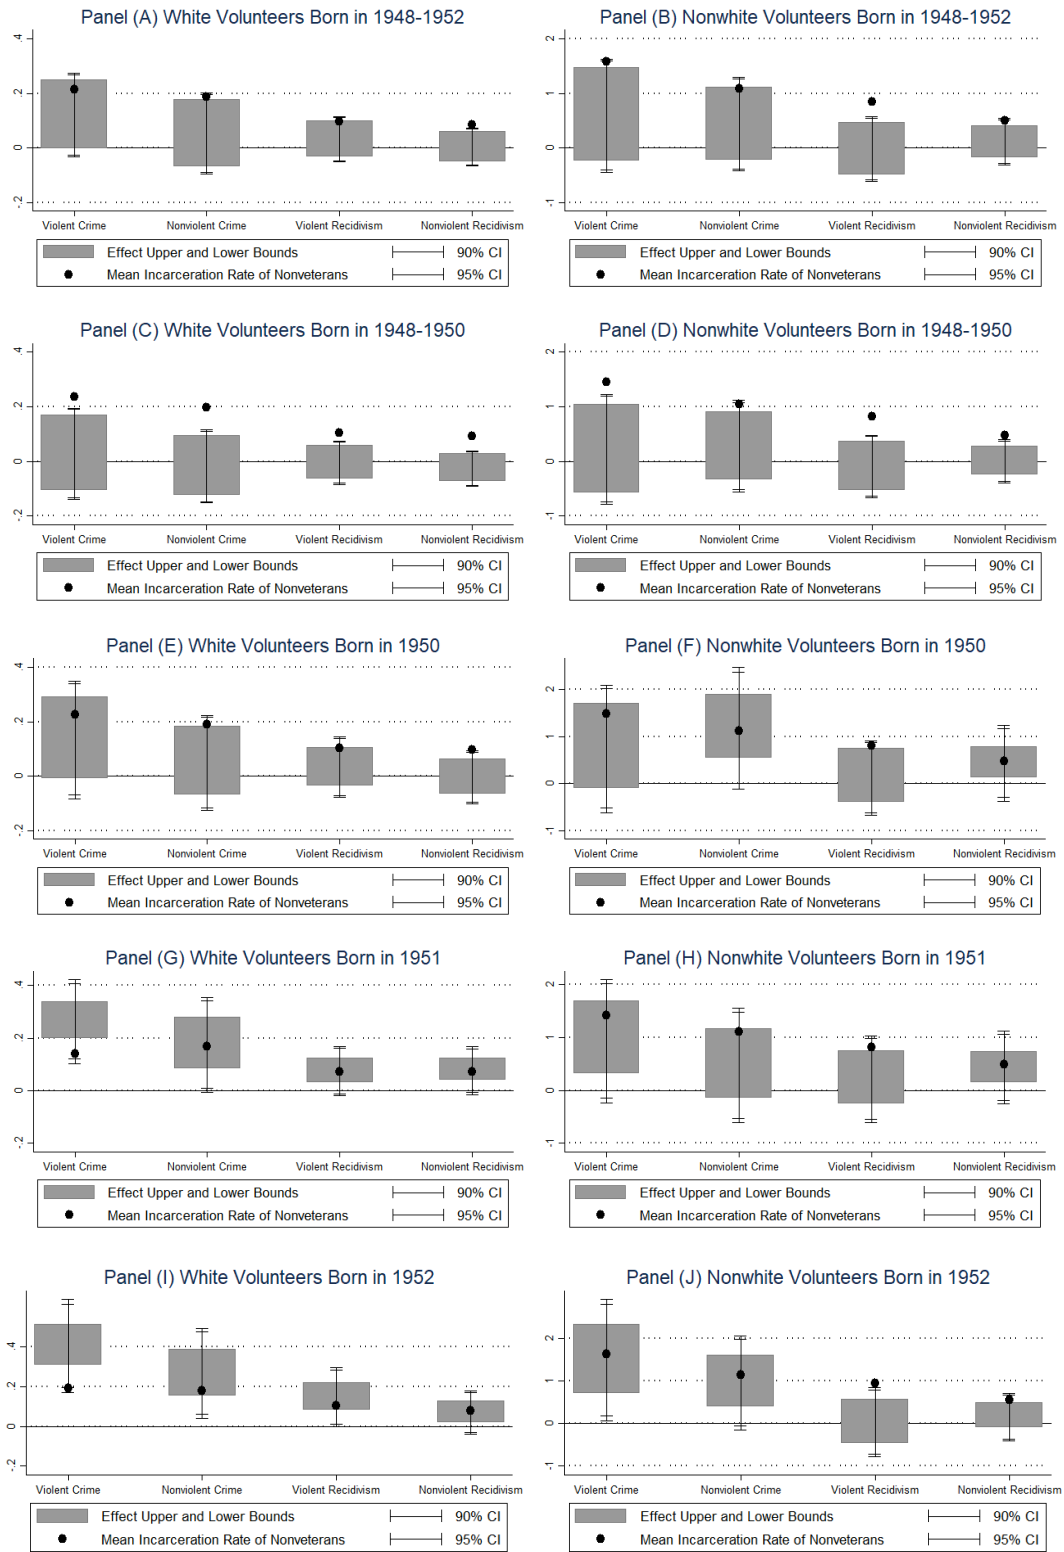 Panel (A) White Volunteers Born in 1948-1952
.4
.2
0
-.2
Violent Crime Nonviolent Crime Violent Recidivism Nonviolent Recidivism
Effect Upper and Lower Bounds 90% CI
Mean Incarceration Rate of Nonveterans 95% CI
Panel (B) Nonwhite Volunteers Born in 1948-1952
2
1
0
-1
Violent Crime Nonviolent Crime Violent Recidivism Nonviolent Recidivism
Effect Upper and Lower Bounds 90% CI
Mean Incarceration Rate of Nonveterans 95% CI
Panel (C) White Volunteers Born in 1948-1950
.4
.2
0
-.2
Violent Crime Nonviolent Crime Violent Recidivism Nonviolent Recidivism
Effect Upper and Lower Bounds 90% CI
Mean Incarceration Rate of Nonveterans 95% CI
Panel (D) Nonwhite Volunteers Born in 1948-1950
2
1
0
-1
Violent Crime Nonviolent Crime Violent Recidivism Nonviolent Recidivism
Effect Upper and Lower Bounds 90% CI
Mean Incarceration Rate of Nonveterans 95% CI
Panel (E) White Volunteers Born in 1950
.4
.2
0
-.2
Violent Crime Nonviolent Crime Violent Recidivism Nonviolent Recidivism
Effect Upper and Lower Bounds 90% CI
Mean Incarceration Rate of Nonveterans 95% CI
Panel (F) Nonwhite Volunteers Born in 1950
2
1
0
-1
Violent Crime Nonviolent Crime Violent Recidivism Nonviolent Recidivism
Effect Upper and Lower Bounds 90% CI
Mean Incarceration Rate of Nonveterans 95% CI
Panel (G) White Volunteers Born in 1951
.4
.2
0
-.2
Violent Crime Nonviolent Crime Violent Recidivism Nonviolent Recidivism
Effect Upper and Lower Bounds 90% CI
Mean Incarceration Rate of Nonveterans 95% CI
Panel (H) Nonwhite Volunteers Born in 1951
2
1
0
-1
Violent Crime Nonviolent Crime Violent Recidivism Nonviolent Recidivism
Effect Upper and Lower Bounds 90% CI
Mean Incarceration Rate of Nonveterans 95% CI
Panel (I) White Volunteers Born in 1952
.4
.2
0
-.2
Violent Crime Nonviolent Crime Violent Recidivism Nonviolent Recidivism
Effect Upper and Lower Bounds 90% CI
Mean Incarceration Rate of Nonveterans 95% CI
Panel (J) Nonwhite Volunteers Born in 1952
2
1
0
-1
Violent Crime Nonviolent Crime Violent Recidivism Nonviolent Recidivism
Effect Upper and Lower Bounds 90% CI
Mean Incarceration Rate of Nonveterans 95% CI